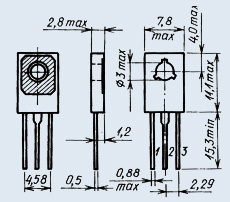 2,8 max
7,8
max
4,0 max
Ø3 max
11,1 max
1,2
15,3 min
1
2
3
4,58
0,5
0,88
max
2,29